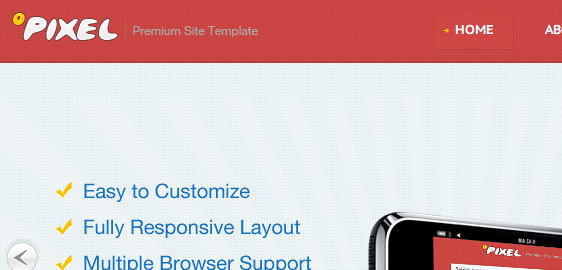 PIXEL
Premium Site Template
HOME
AB
Easy to Customize
Fully Responsive Layout
Multiple Browser Support
PIXEL